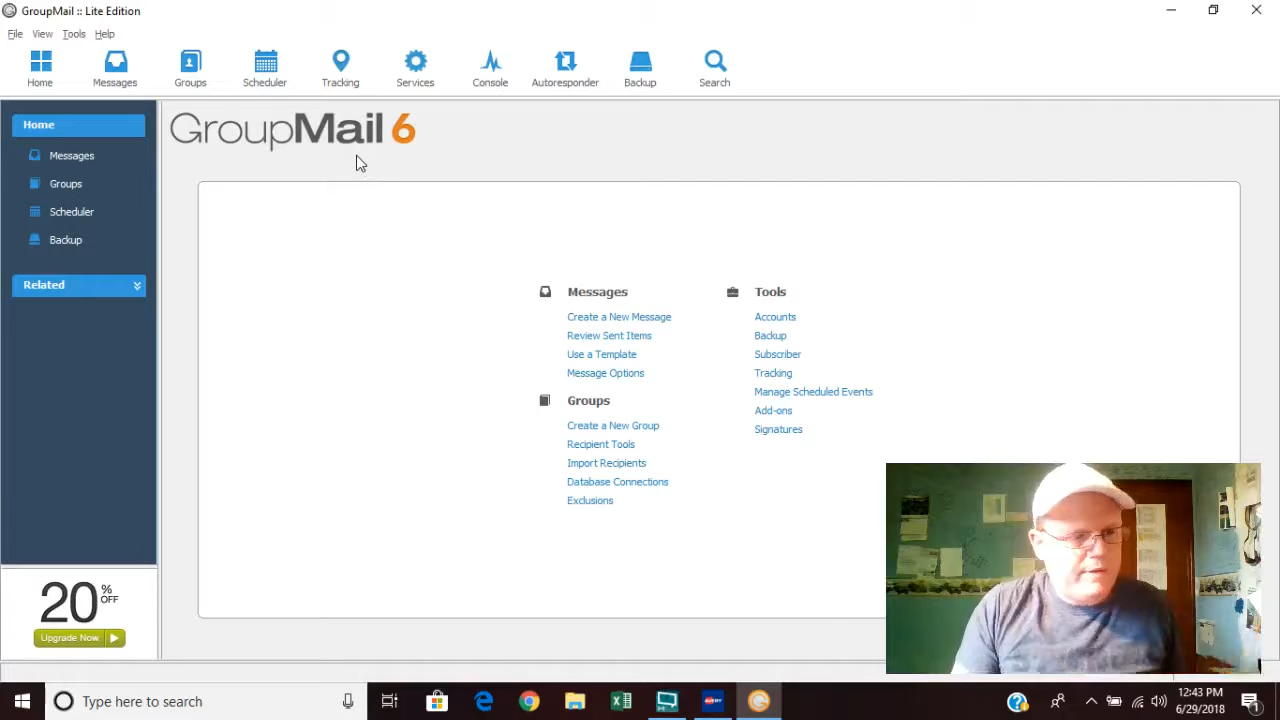 GroupMail :: Lite Edition
File View Tools Help
Home Messages Groups Scheduler Tracking Services Console Autoresponder Backup Search
Home
Messages
Groups
Scheduler
Backup
Related
20 % OFF
Upgrade Now
GroupMail 6
Messages
Create a New Message
Review Sent Items
Use a Template
Message Options
Groups
Create a New Group
Recipient Tools
Import Recipients
Database Connections
Exclusions
Tools
Accounts
Backup
Subscriber
Tracking
Manage Scheduled Events
Add-ons
Signatures
Type here to search
12:43 PM
6/29/2018
1